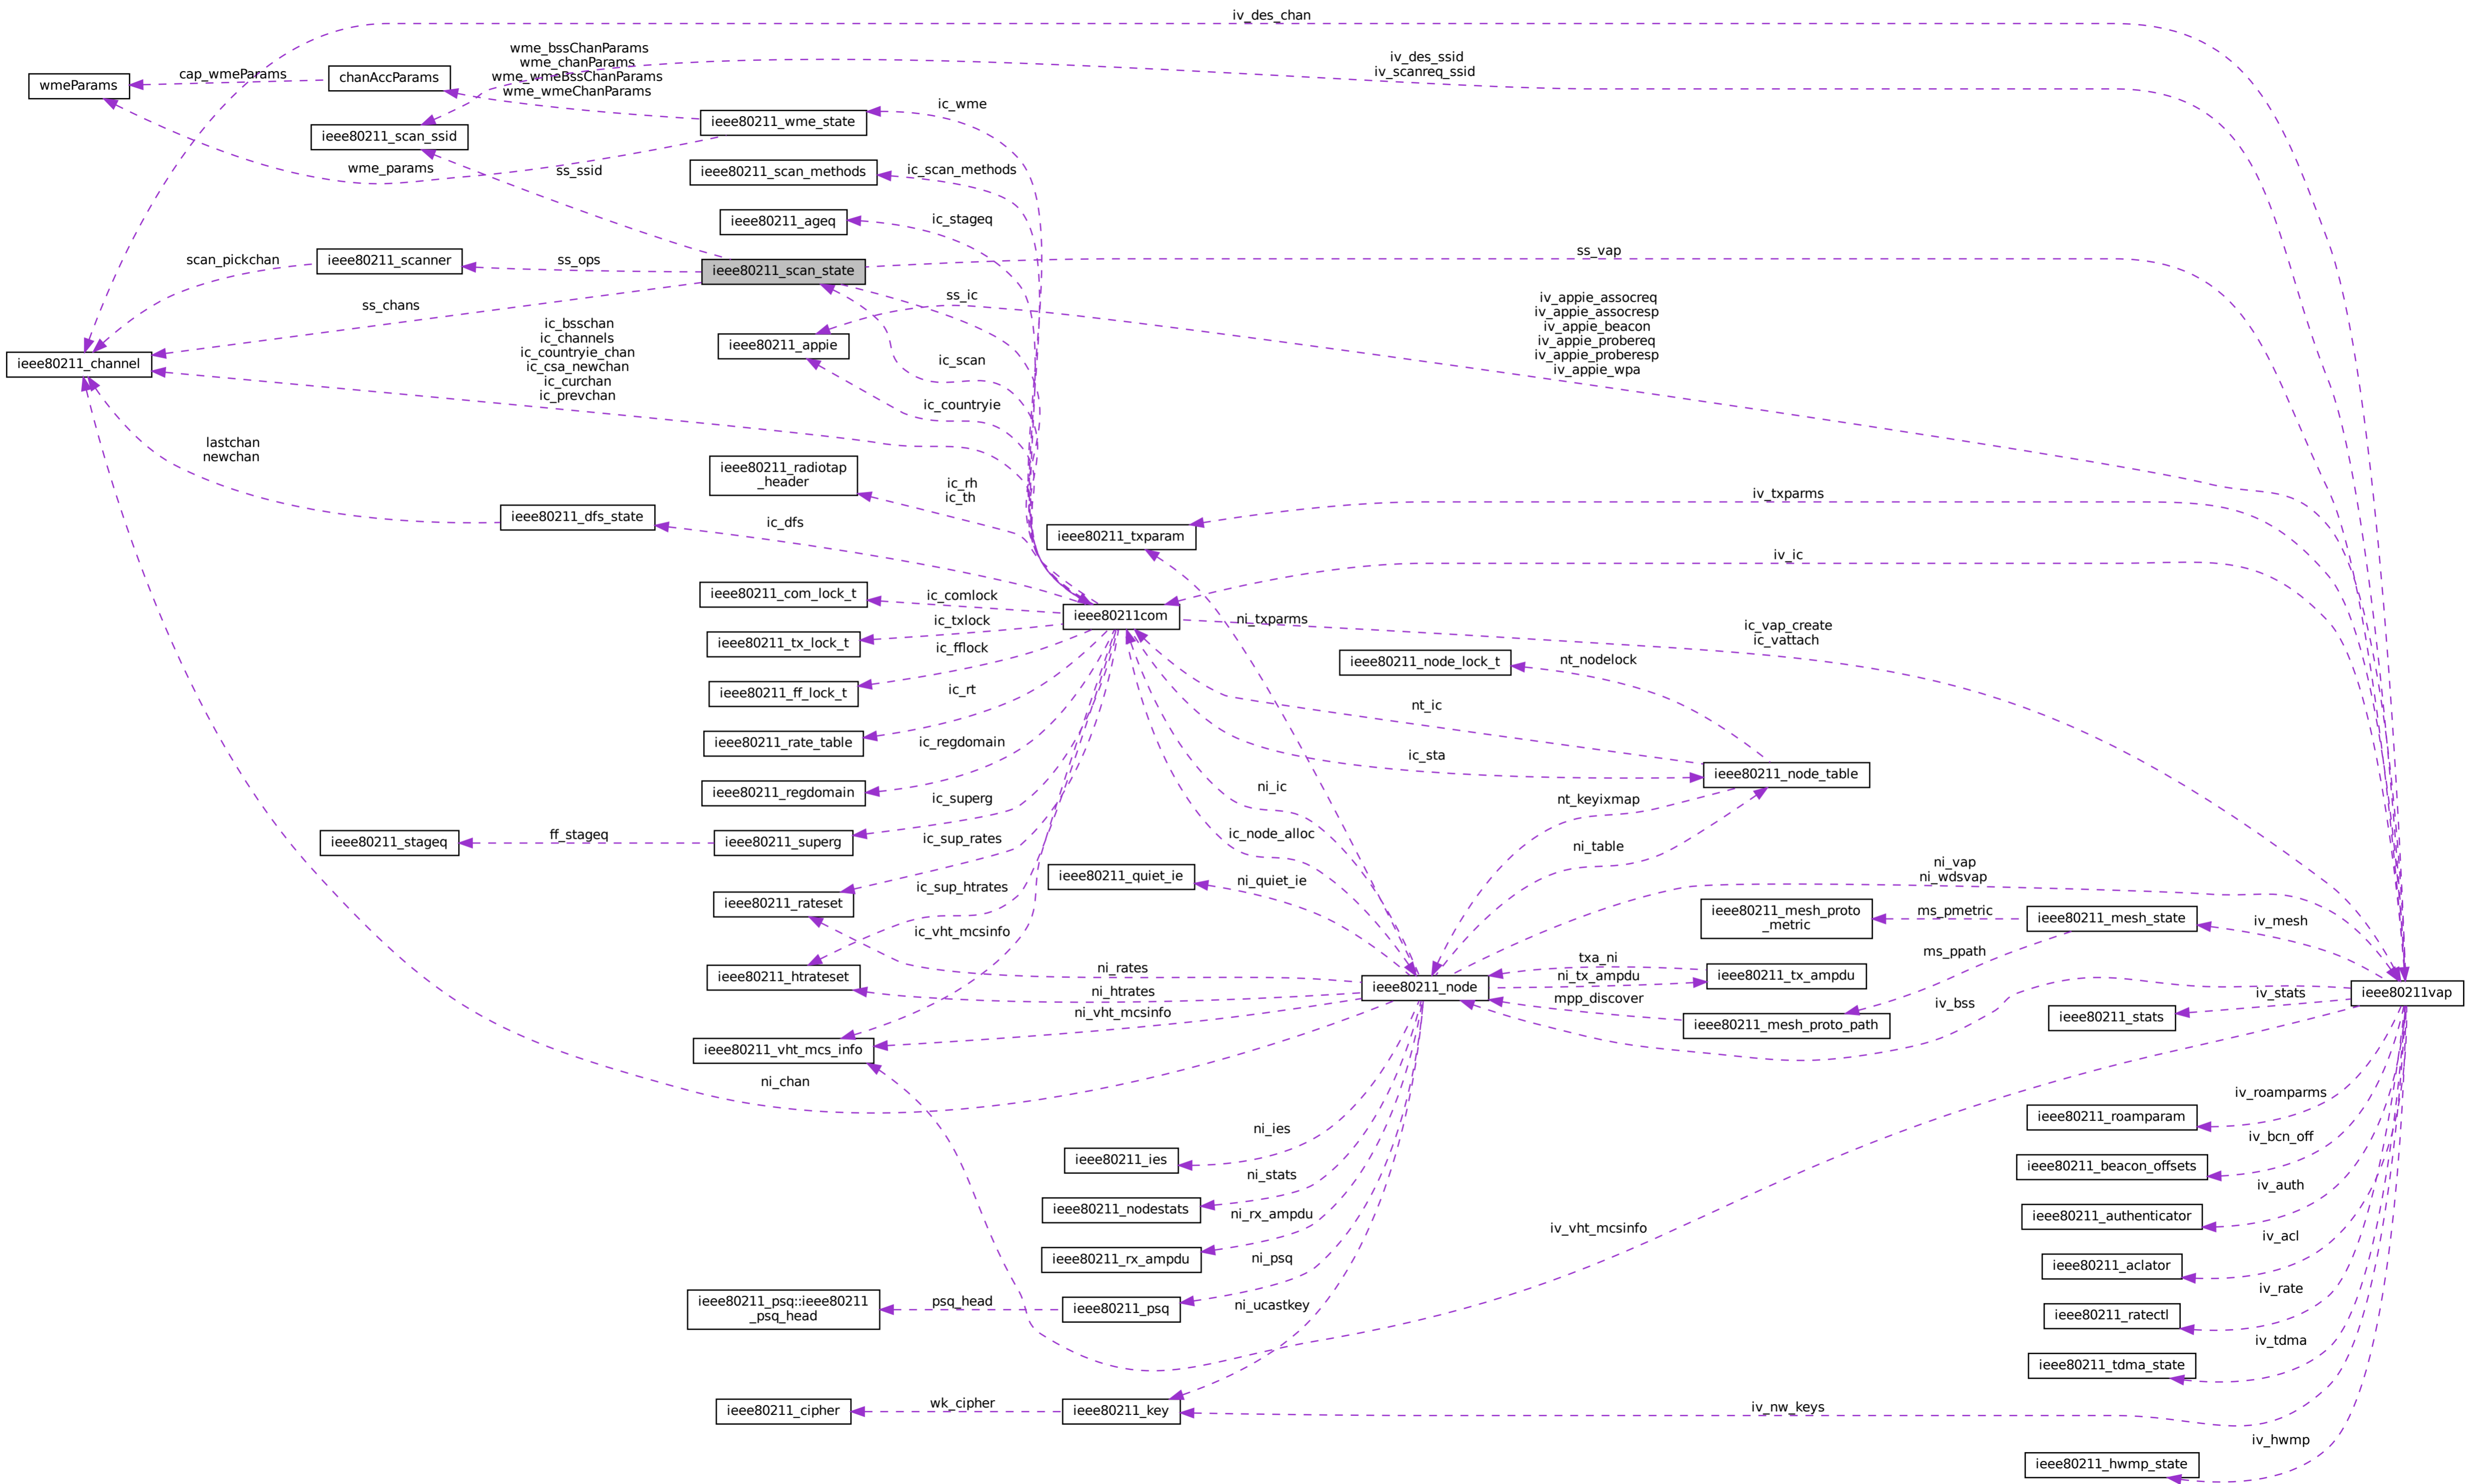 iv_des_chan
wme_bssChanParams
wme_chanParams
wme_wmeBssChanParams
wme_wmeChanParams
iv_des_ssid
iv_scanreq_ssid
cap_wmeParams
chanAccParams
wmeParams
ic_wme
ieee80211_wme_state
ieee80211_scan_ssid
wme_params
ss_ssid
ieee80211_scan_methods
ic_scan_methods
ieee80211_ageq
ic_stageq
ss_vap
scan_pickchan
ieee80211_scanner
ss_ops
ieee80211_scan_state
ss_chans
ss_ic
iv_appie_assocreq
iv_appie_assocresp
iv_appie_beacon
iv_appie_probereq
iv_appie_proberesp
iv_appie_wpa
ic_bsschan
ic_channels
ic_countryie_chan
ic_csa_newchan
ic_curchan
ic_prevchan
ieee80211_appie
ieee80211_channel
ic_scan
ic_countryie
lastchan
newchan
ieee80211_radiotap
_header
ic_rh
ic_th
iv_txparms
ieee80211_dfs_state
ic_dfs
ieee80211_txparam
iv_ic
ieee80211_com_lock_t
ic_comlock
ieee80211com
ic_txlock
ni_txparms
ieee80211_tx_lock_t
ic_vap_create
ic_vattach
ic_fflock
ieee80211_node_lock_t
nt_nodelock
ieee80211_ff_lock_t
ic_rt
nt_ic
ieee80211_rate_table
ic_regdomain
ic_sta
ieee80211_node_table
ieee80211_regdomain
ni_ic
ic_superg
nt_keyixmap
ieee80211_stageq
ff_stageq
ieee80211_superg
ic_sup_rates
ic_node_alloc
ni_table
ni_vap
ni_wdsvap
ieee80211_quiet_ie
ni_quiet_ie
ic_sup_htrates
ieee80211_rateset
ieee80211_mesh_proto
_metric
ms_pmetric
ieee80211_mesh_state
iv_mesh
ic_vht_mcsinfo
ms_ppath
ieee80211_htrateset
ni_rates
txa_ni
ni_tx_ampdu
ieee80211_tx_ampdu
ieee80211_node
ni_htrates
mpp_discover
iv_bss
iv_stats
ieee80211vap
ni_vht_mcsinfo
ieee80211_mesh_proto_path
ieee80211_stats
ieee80211_vht_mcs_info
ni_chan
iv_roamparms
ieee80211_roamparam
ni_ies
iv_bcn_off
ieee80211_ies
ieee80211_beacon_offsets
ni_stats
iv_auth
ieee80211_nodestats
ieee80211_authenticator
ni_rx_ampdu
iv_vht_mcsinfo
iv_acl
ieee80211_rx_ampdu
ieee80211_aclator
ni_psq
iv_rate
ieee80211_psq::ieee80211
_psq_head
psq_head
ieee80211_psq
ni_ucastkey
ieee80211_ratectl
iv_tdma
ieee80211_tdma_state
ieee80211_cipher
wk_cipher
ieee80211_key
iv_nw_keys
iv_hwmp
ieee80211_hwmp_state